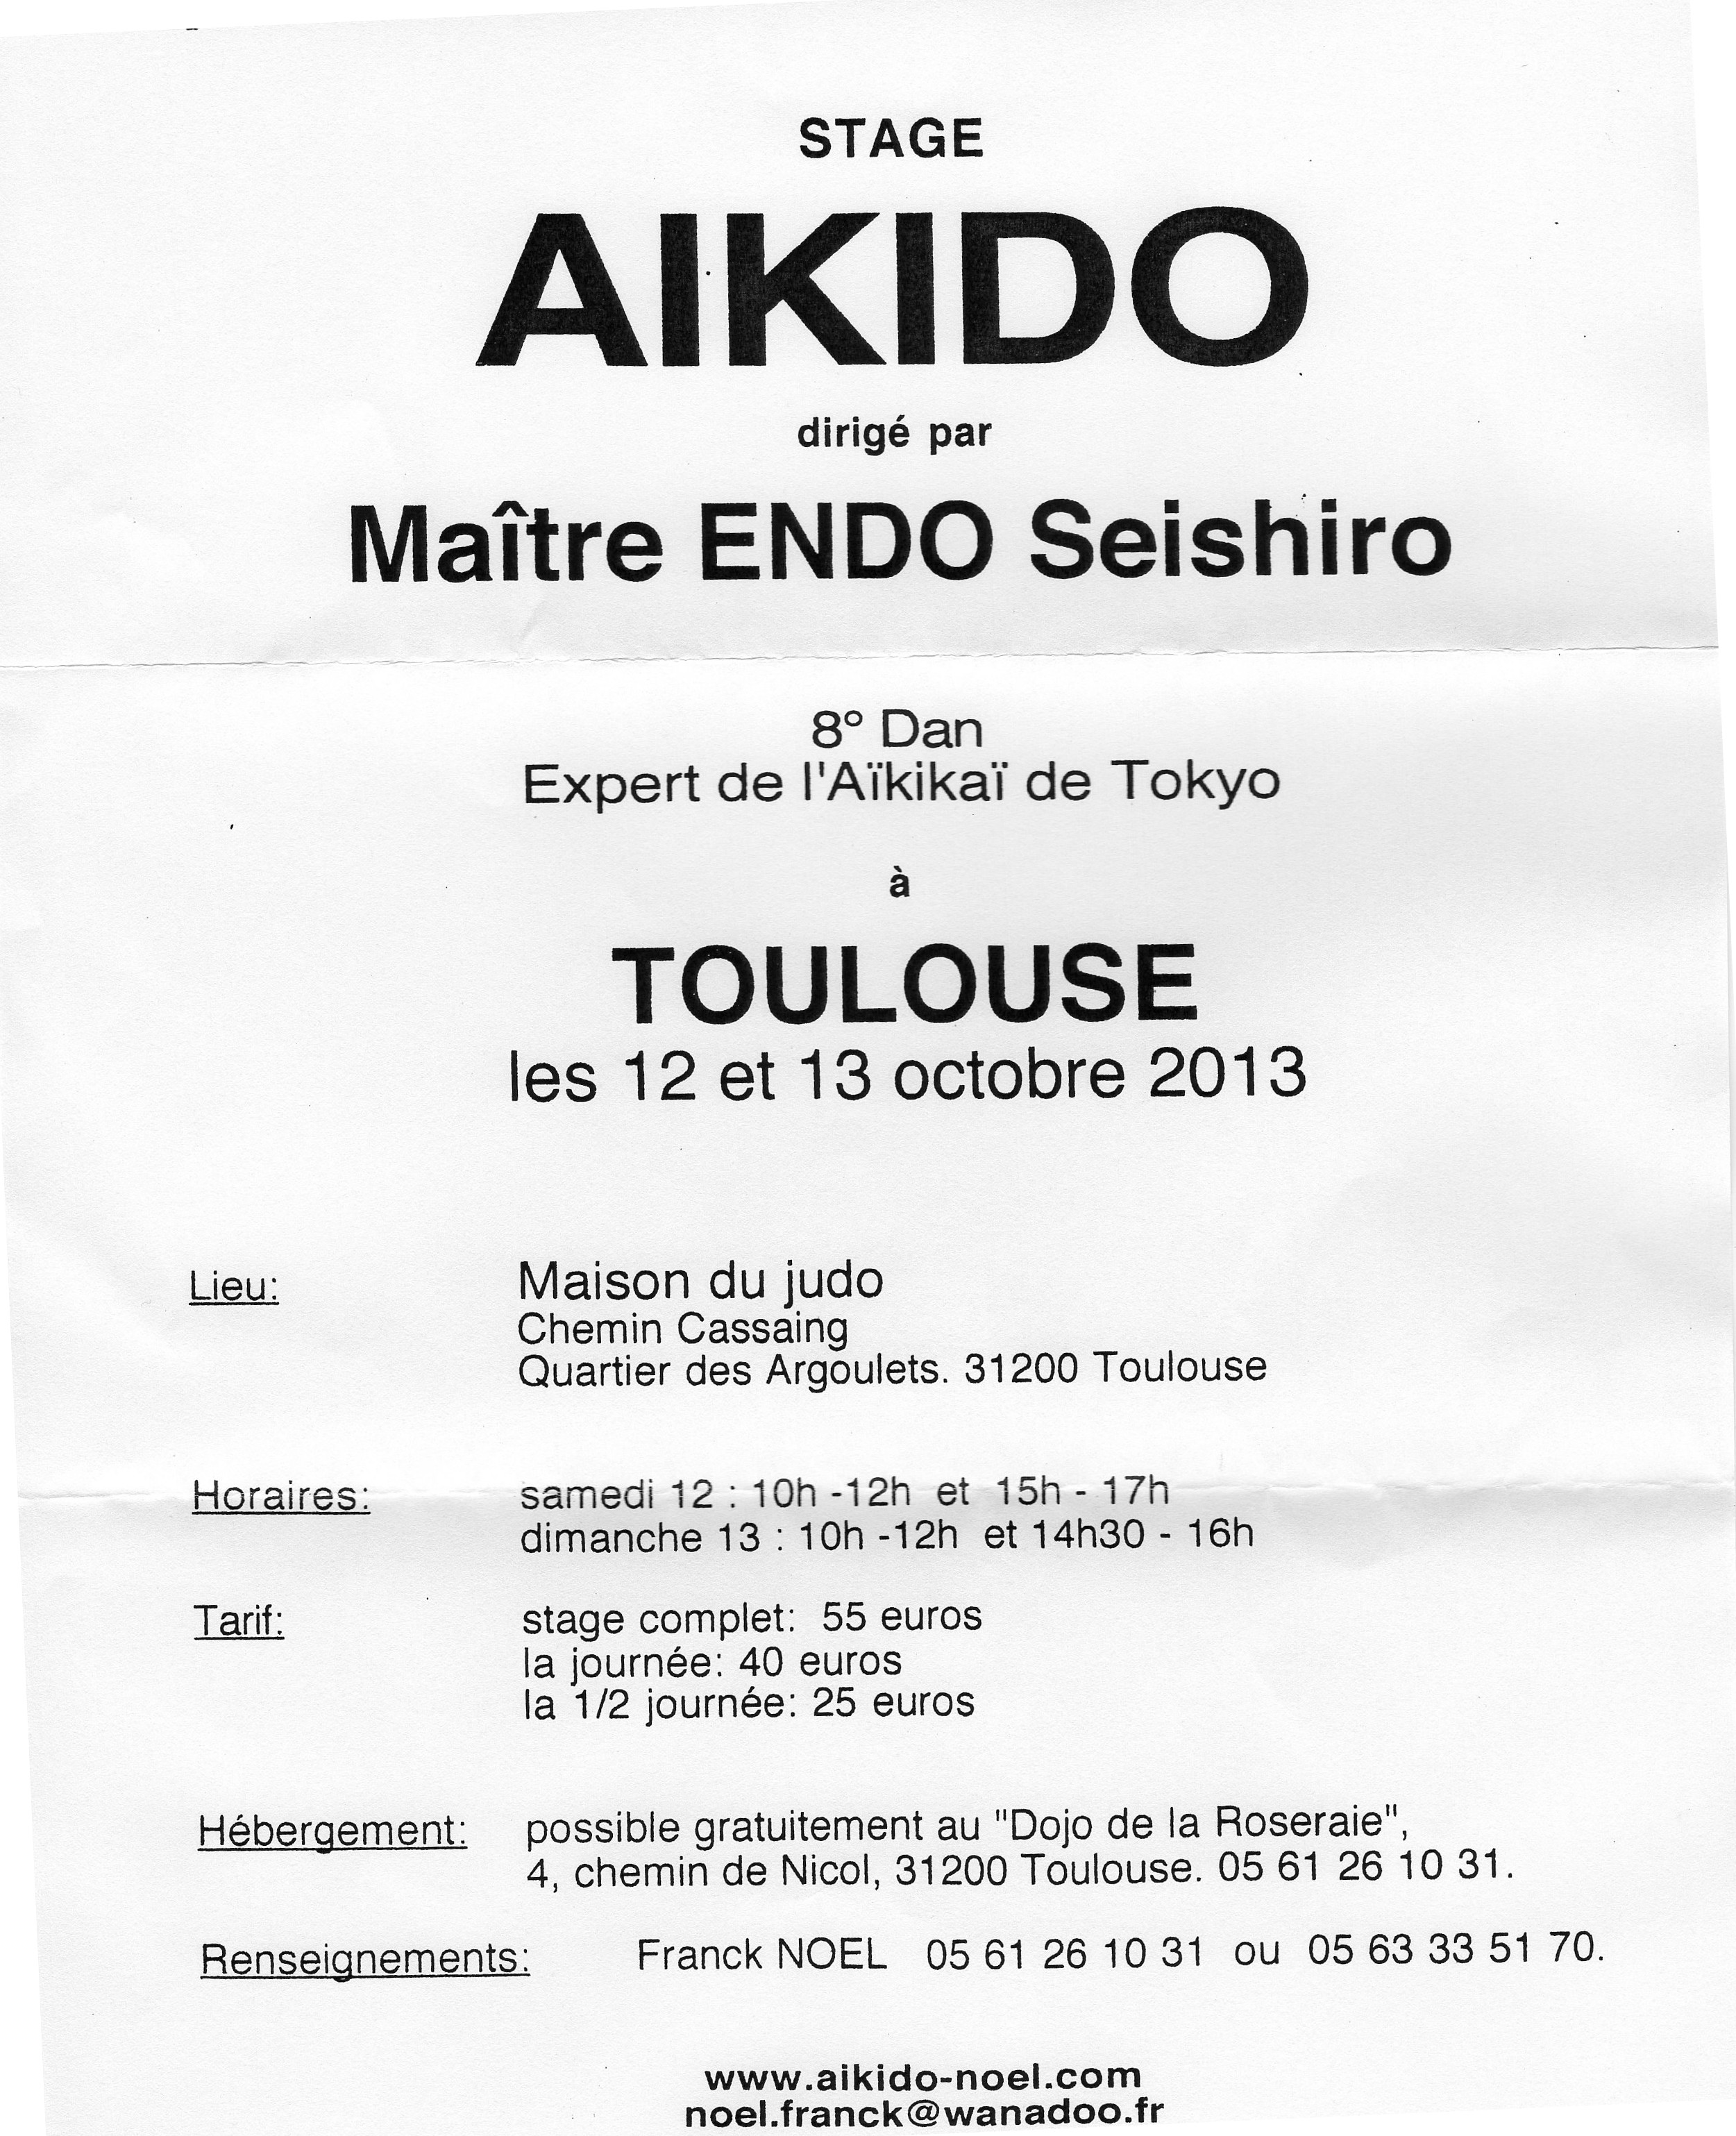 STAGE
AIKIDO
dirigé par
Maître ENDO Seishiro
8° Dan
Expert de l'Aïkikaï de Tokyo
à
TOULOUSE
les 12 et 13 octobre 2013
Lieu: Maison du judo
Chemin Cassaing
Quartier des Argoulets. 31200 Toulouse
Horaires: samedi 12 : 10h -12h et 15h - 17h
dimanche 13 : 10h -12h et 14h30 - 16h
Tarif: stage complet: 55 euros
la journée: 40 euros
la 1/2 journée: 25 euros
Hébergement: possible gratuitement au "Dojo de la Roseraie",
4, chemin de Nicol, 31200 Toulouse. 05 61 26 10 31.
Renseignements: Franck NOEL 05 61 26 10 31 ou 05 63 33 51 70.
www.aikido-noel.com
noel.franck@wanadoo.fr